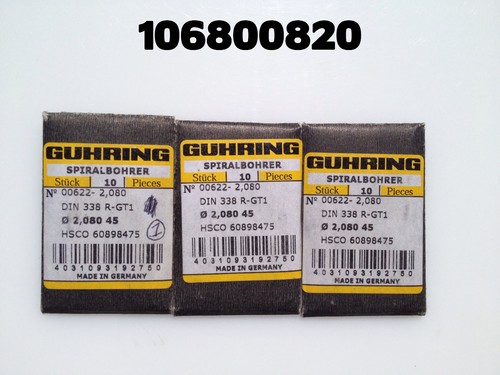 106800820
GUHRING
SPIRALBOHRER
Stück 10 Pieces
Nº 00622- 2,080
DIN 338 R-GT1
Ø 2,080 45
HSCO 60898475
1
4031093192750
MADE IN GERMANY
GUHRING
SPIRALBOHRER
Stück 10 Pieces
Nº 00622- 2,080
DIN 338 R-GT1
Ø 2,080 45
HSCO 60898475
4031093192750
MADE IN GERMANY
GUHRING
SPIRALBOHRER
Stück 10 Pieces
Nº 00622- 2,080
DIN 338 R-GT1
Ø 2,080 45
HSCO 60898475
4031093192750
MADE IN GERMANY